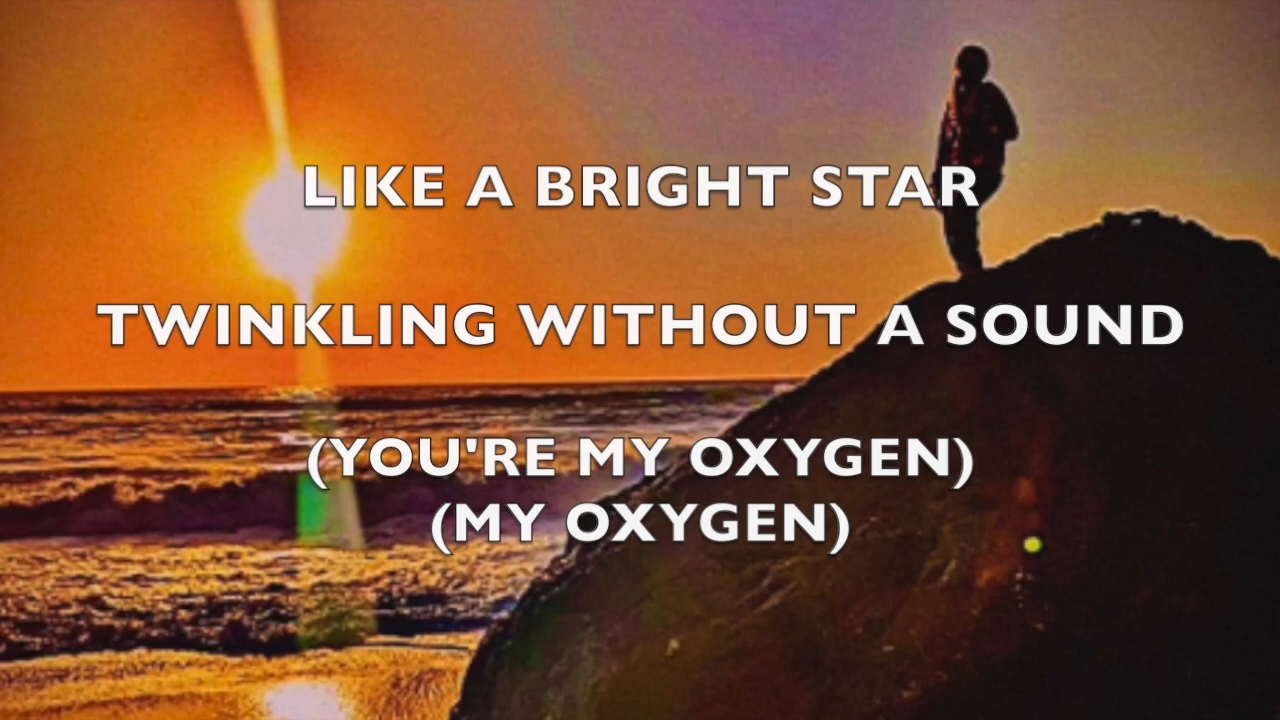 LIKE A BRIGHT STAR
TWINKLING WITHOUT A SOUND
(YOU'RE MY OXYGEN)
(MY OXYGEN)